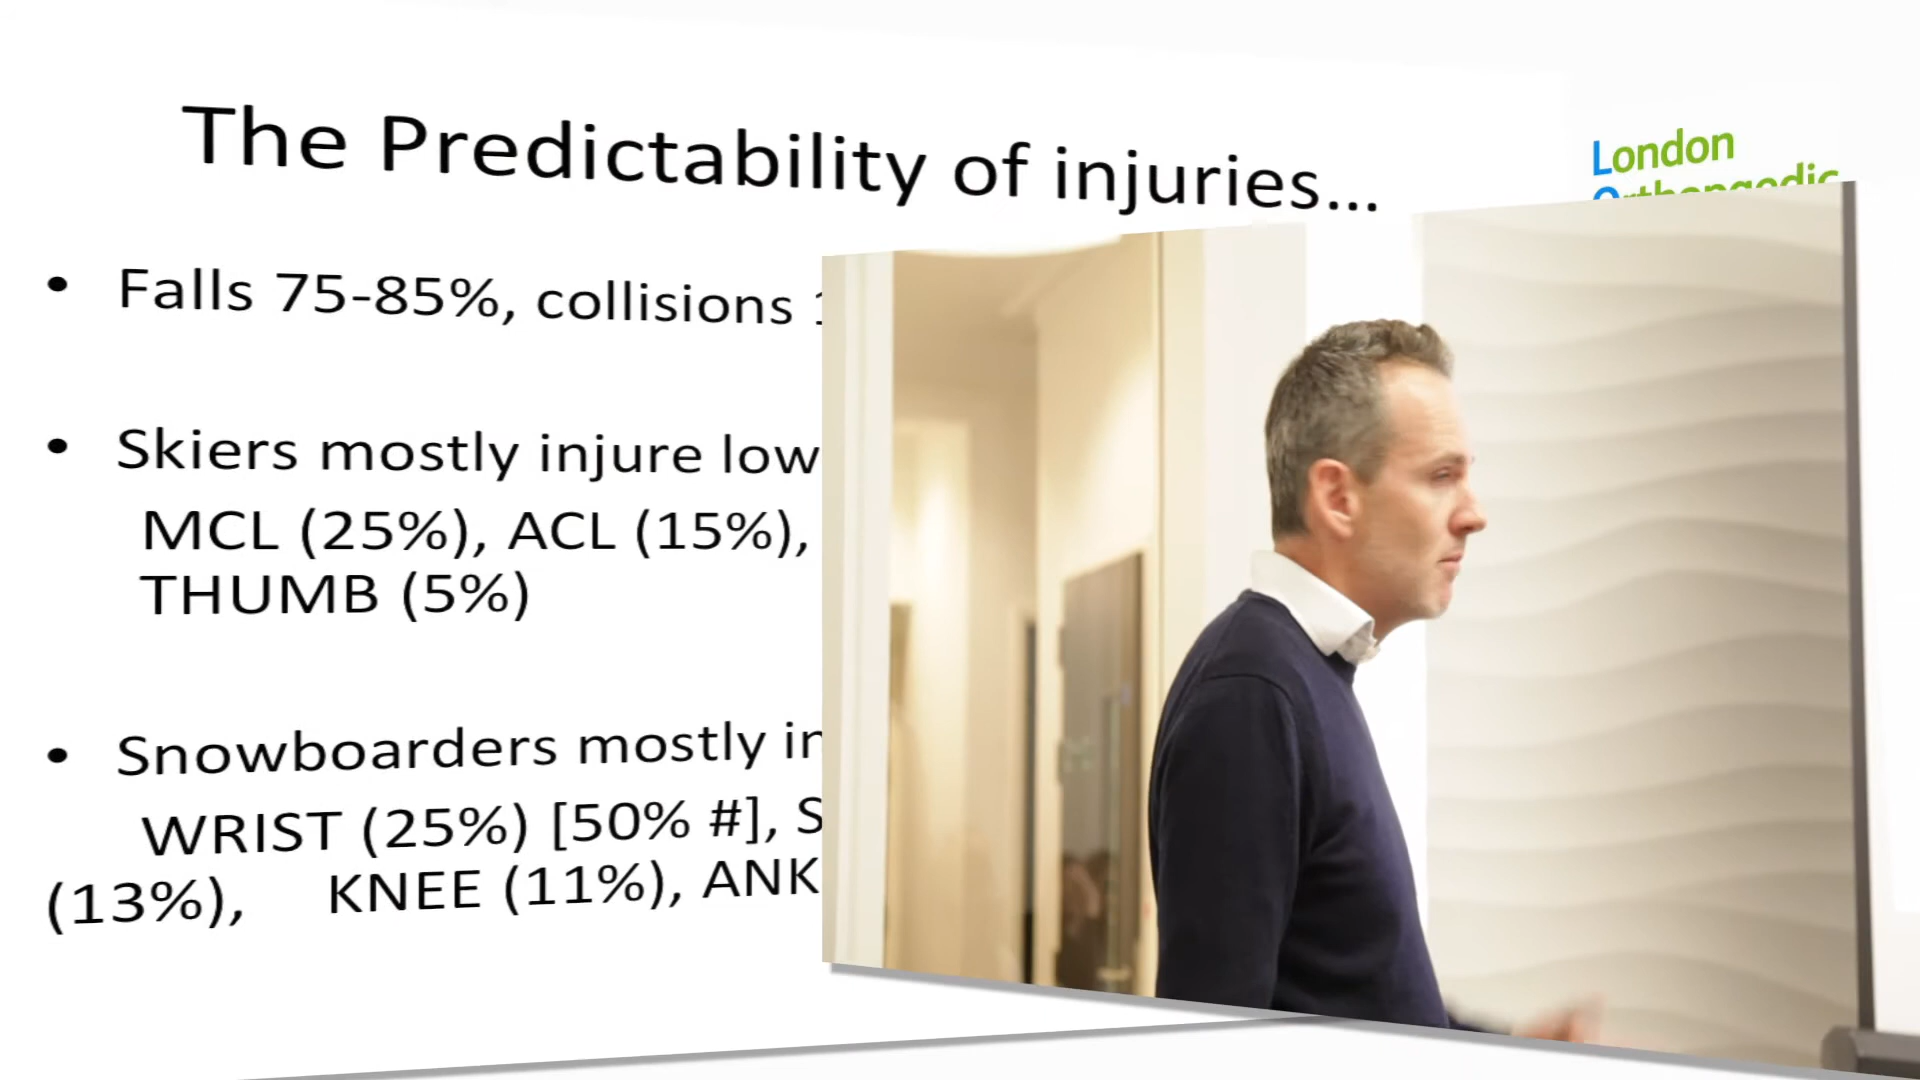 The Predictability of injuries...
London
Orthopaedic
• Falls 75-85%, collisions
• Skiers mostly injure low
MCL (25%), ACL (15%),
THUMB (5%)
• Snowboarders mostly in
WRIST (25%) [50% #], S
(13%), KNEE (11%), ANK